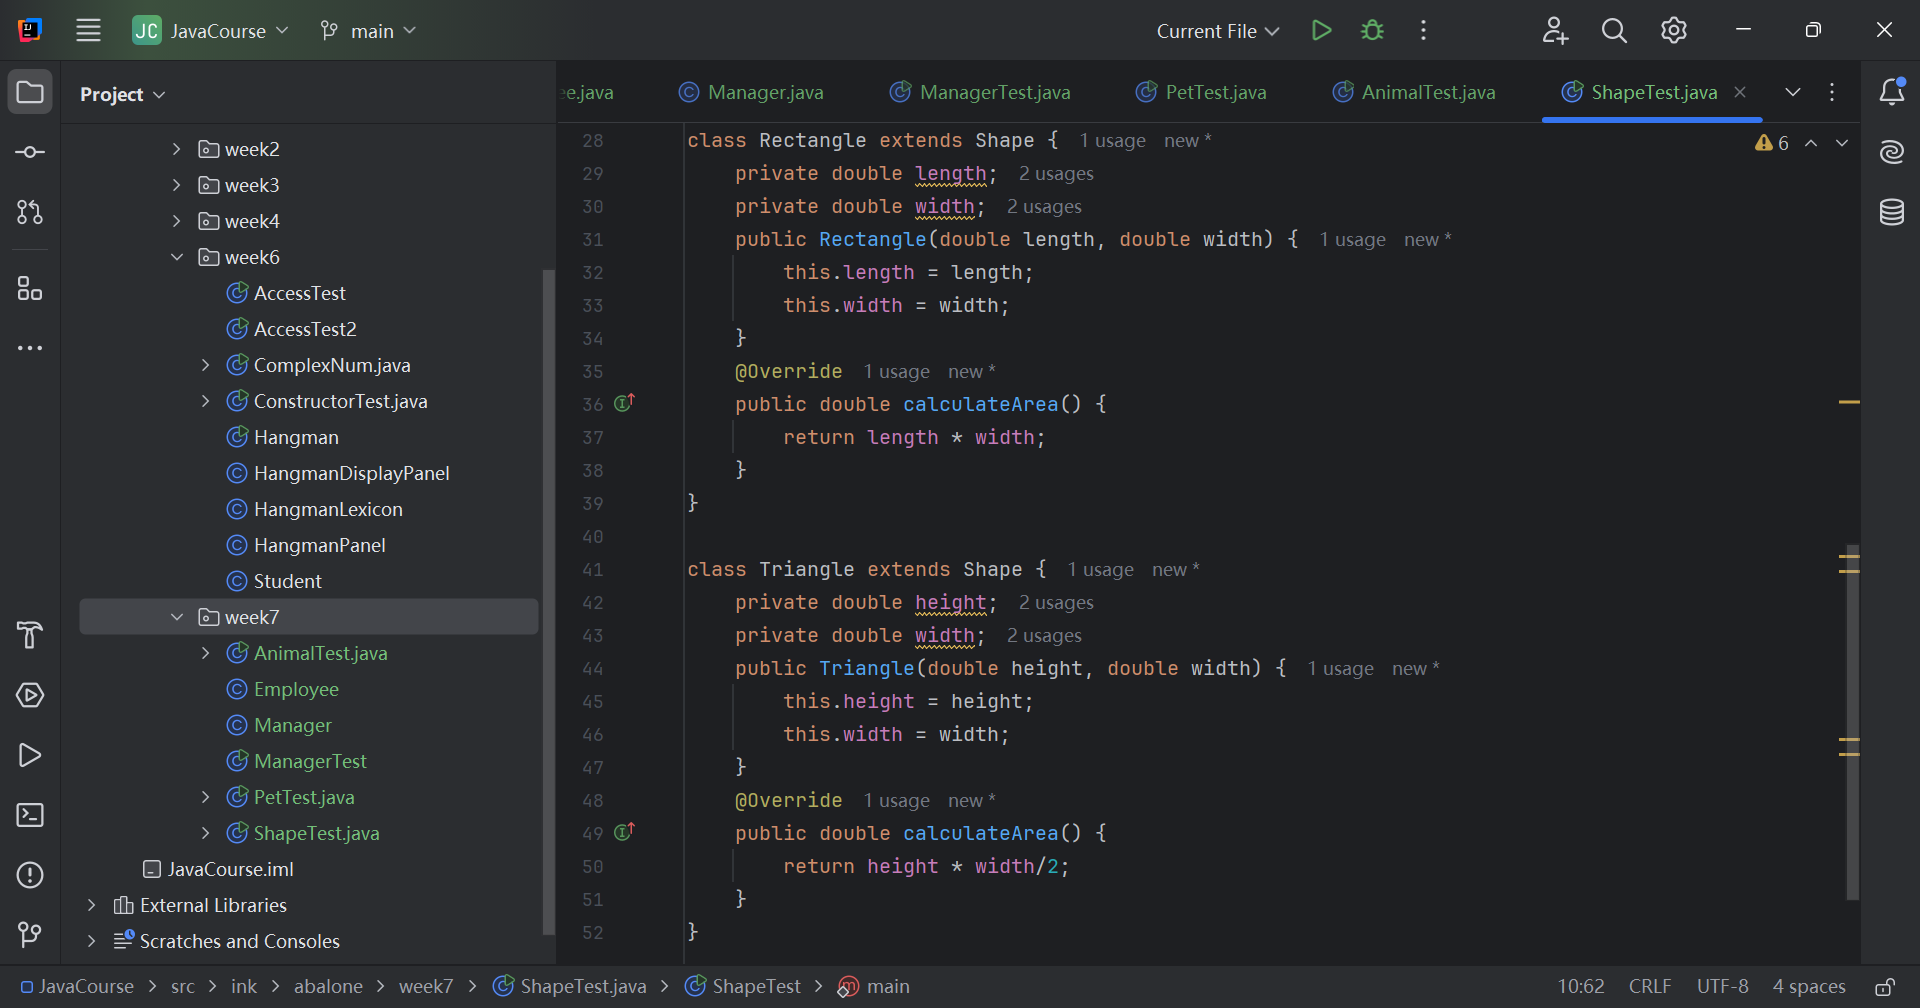 JC JavaCourse main Current File
Project
week2
week3
week4
week6
AccessTest
AccessTest2
ComplexNum.java
ConstructorTest.java
Hangman
HangmanDisplayPanel
HangmanLexicon
HangmanPanel
Student
week7
AnimalTest.java
Employee
Manager
ManagerTest
PetTest.java
ShapeTest.java
JavaCourse.iml
External Libraries
Scratches and Consoles
e.java Manager.java ManagerTest.java PetTest.java AnimalTest.java ShapeTest.java
6
28 class Rectangle extends Shape { 1 usage new *
29 private double length; 2 usages
30 private double width; 2 usages
31 public Rectangle(double length, double width) { 1 usage new *
32 this.length = length;
33 this.width = width;
34 }
35 @Override 1 usage new *
36 public double calculateArea() {
37 return length * width;
38 }
39 }
40
41 class Triangle extends Shape { 1 usage new *
42 private double height; 2 usages
43 private double width; 2 usages
44 public Triangle(double height, double width) { 1 usage new *
45 this.height = height;
46 this.width = width;
47 }
48 @Override 1 usage new *
49 public double calculateArea() {
50 return height * width/2;
51 }
52 }
JavaCourse > src > ink > abalone > week7 > ShapeTest.java > ShapeTest > main 10:62 CRLF UTF-8 4 spaces